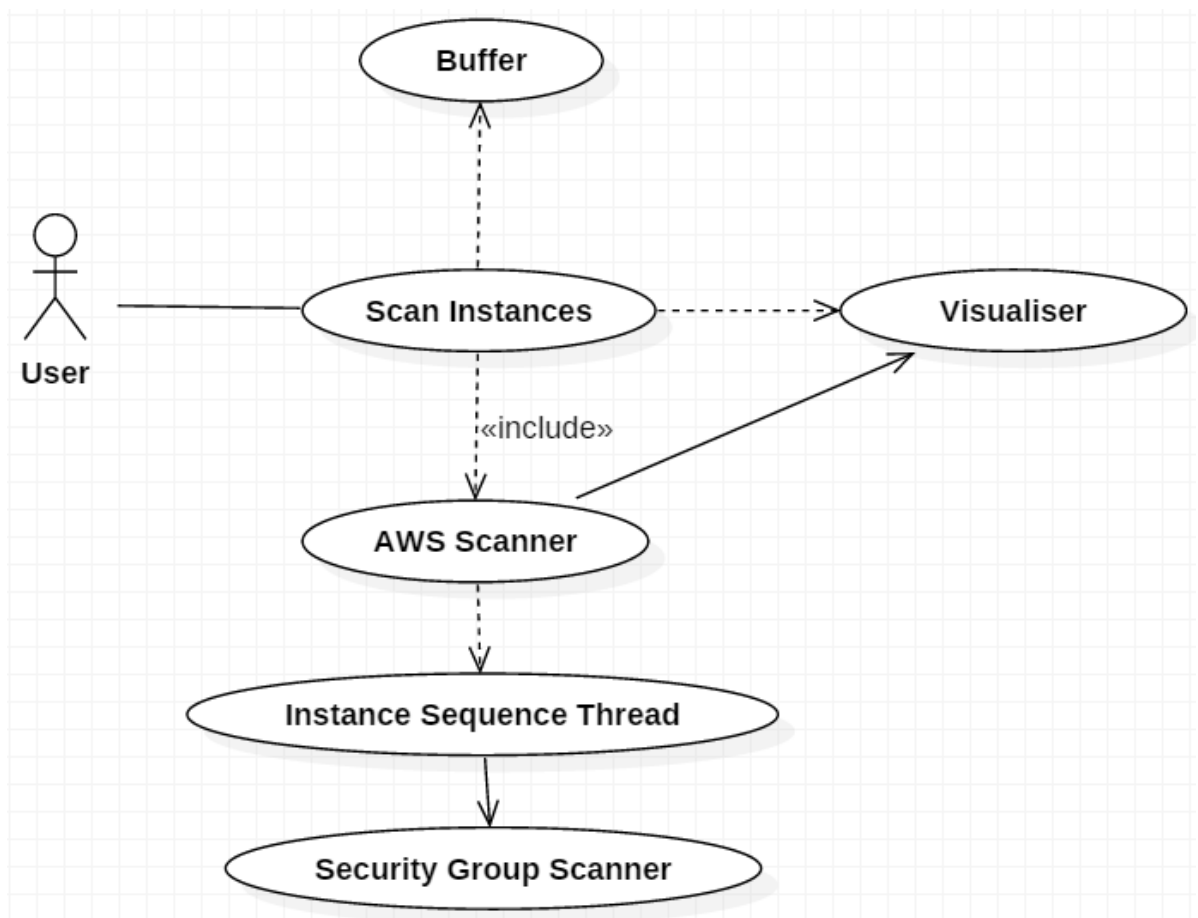 Buffer
Scan Instances
Visualiser
User
«include»
AWS Scanner
Instance Sequence Thread
Security Group Scanner